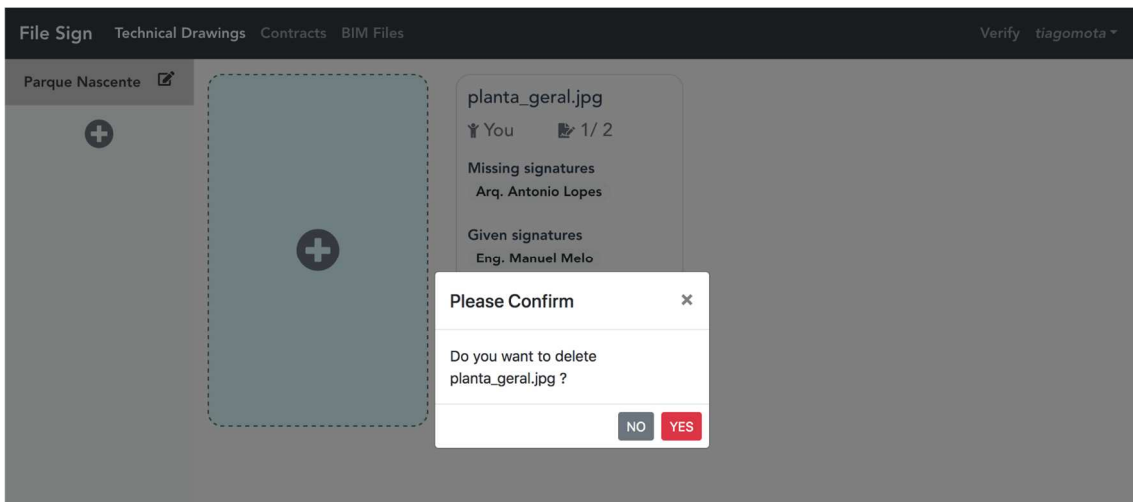 File Sign Technical Drawings Contracts BIM Files Verify tiagomota
Parque Nascente
planta_geral.jpg
You 1/ 2
Missing signatures
Arq. Antonio Lopes
Given signatures
Eng. Manuel Melo
Please Confirm ×
Do you want to delete
planta_geral.jpg ?
NO YES